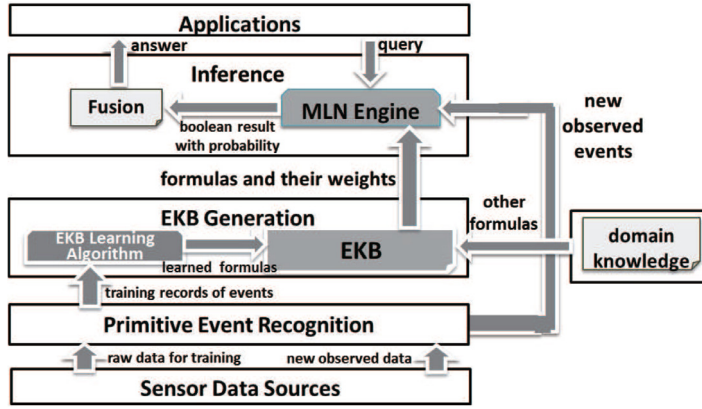 Applications
answer
query
Inference
Fusion
MLN Engine
boolean result
with probability
new
observed
events
formulas and their weights
other
formulas
EKB Generation
EKB Learning
Algorithm
learned formulas
EKB
domain
knowledge
training records of events
Primitive Event Recognition
raw data for training
new observed data
Sensor Data Sources